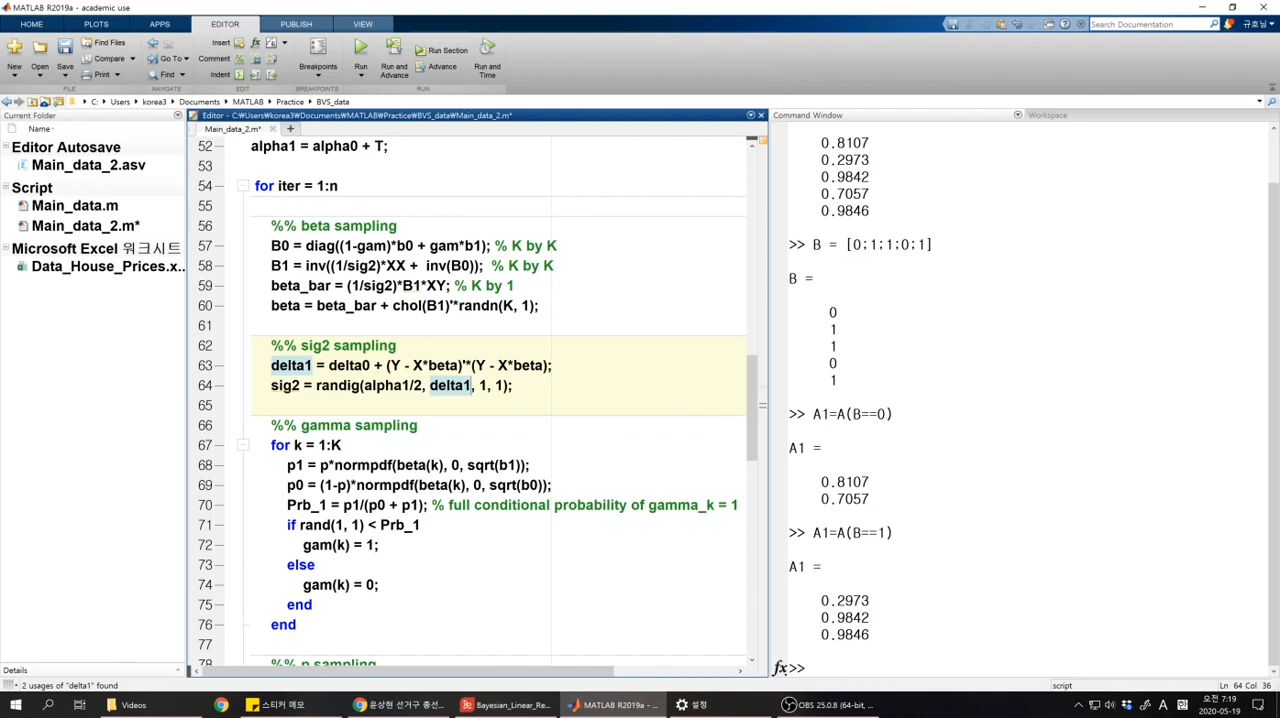 MATLAB R2019a - academic use
HOME PLOTS APPS EDITOR PUBLISH VIEW Search Documentation 규호님
New Open Save Find Files Compare Print Go To Find Insert Comment Indent Breakpoints Run Run and Advance Run Section Advance Run and Time
FILE NAVIGATE EDIT BREAKPOINTS RUN
C: Users korea3 Documents MATLAB Practice BVS_data
Current Folder
Name
Editor Autosave
Main_data_2.asv
Script
Main_data.m
Main_data_2.m*
Microsoft Excel 워크시트
Data_House_Prices.x...
Details
Editor - C:₩Users₩korea3₩Documents₩MATLAB₩Practice₩BVS_data₩Main_data_2.m*
Main_data_2.m*
52 alpha1 = alpha0 + T;
53
54 for iter = 1:n
55
56 %% beta sampling
57 B0 = diag((1-gam)*b0 + gam*b1); % K by K
58 B1 = inv((1/sig2)*XX + inv(B0)); % K by K
59 beta_bar = (1/sig2)*B1*XY; % K by 1
60 beta = beta_bar + chol(B1)'*randn(K, 1);
61
62 %% sig2 sampling
63 delta1 = delta0 + (Y - X*beta)'*(Y - X*beta);
64 sig2 = randig(alpha1/2, delta1, 1, 1);
65
66 %% gamma sampling
67 for k = 1:K
68 p1 = p*normpdf(beta(k), 0, sqrt(b1));
69 p0 = (1-p)*normpdf(beta(k), 0, sqrt(b0));
70 Prb_1 = p1/(p0 + p1); % full conditional probability of gamma_k = 1
71 if rand(1, 1) < Prb_1
72 gam(k) = 1;
73 else
74 gam(k) = 0;
75 end
76 end
77
78 %% p sampling
Command Window Workspace
0.8107
0.2973
0.9842
0.7057
0.9846
>> B = [0;1;1;0;1]
B =
0
1
1
0
1
>> A1=A(B==0)
A1 =
0.8107
0.7057
>> A1=A(B==1)
A1 =
0.2973
0.9842
0.9846
fx >>
2 usages of "delta1" found script Ln 64 Col 36
Videos 스티커 메모 윤상현 선거구 총선... Bayesian_Linear_Re... MATLAB R2019a - ... 설정 OBS 25.0.8 (64-bit, ... A 오전 7:19
2020-05-19